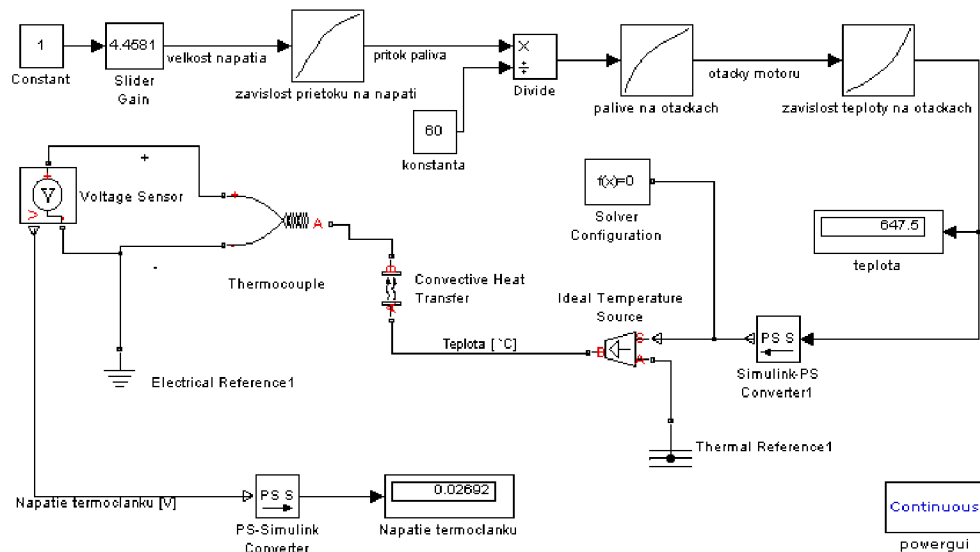 1
Constant
4.4581
Slider
Gain
velkost napatia
zavislost prietoku na napati
pritok paliva
×
÷
Divide
60
konstanta
palive na otackach
otacky motoru
zavislost teploty na otackach
+
V
V
+
-
Voltage Sensor
+
-
A
-
Thermocouple
f(x)=0
Solver
Configuration
647.5
teplota
B
A
Convective Heat
Transfer
Ideal Temperature
Source
Teplota [ `C]
B
S
A
PS S
Simulink-PS
Converter1
Electrical Reference1
Thermal Reference1
Napatie termoclanku [V]
PS S
PS-Simulink
Converter
0.02692
Napatie termoclanku
Continuous
powergui